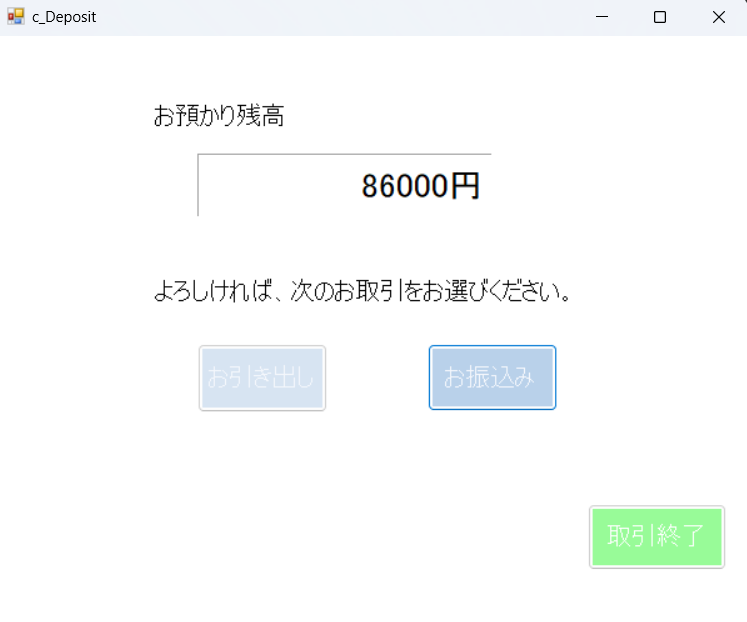 c_Deposit
お預かり残高
86000円
よろしければ、次のお取引をお選びください。
お引き出し
お振込み
取引終了